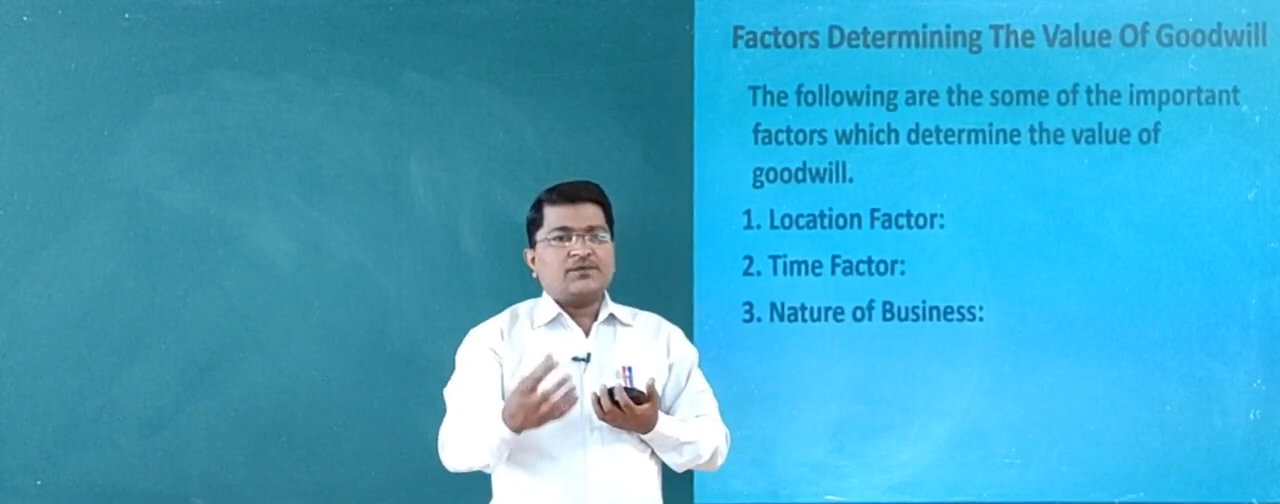 Factors Determining The Value Of Goodwill
The following are the some of the important
factors which determine the value of
goodwill.
1. Location Factor:
2. Time Factor:
3. Nature of Business: